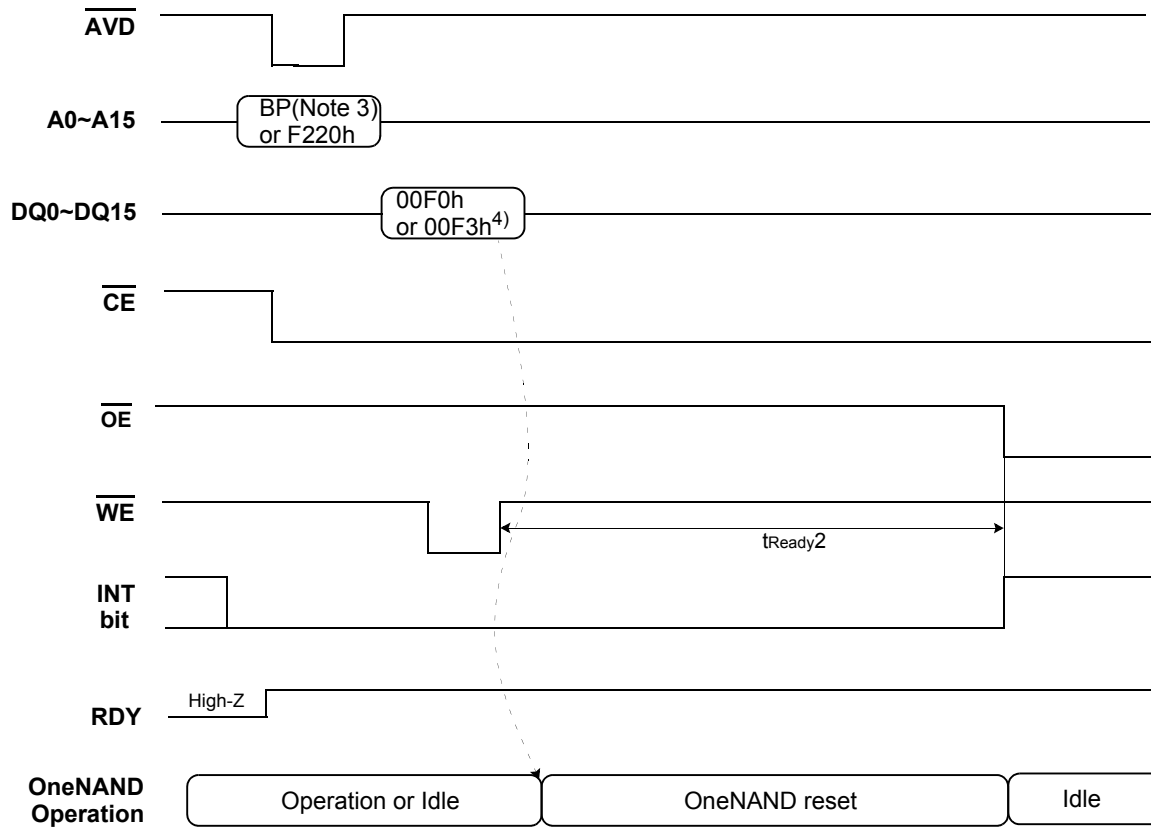 AVD
A0~A15
BP(Note 3)
or F220h
DQ0~DQ15
00F0h
or 00F3h4)
CE
OE
WE
tReady2
INT
bit
High-Z
RDY
OneNAND
Operation
Operation or Idle
OneNAND reset
Idle